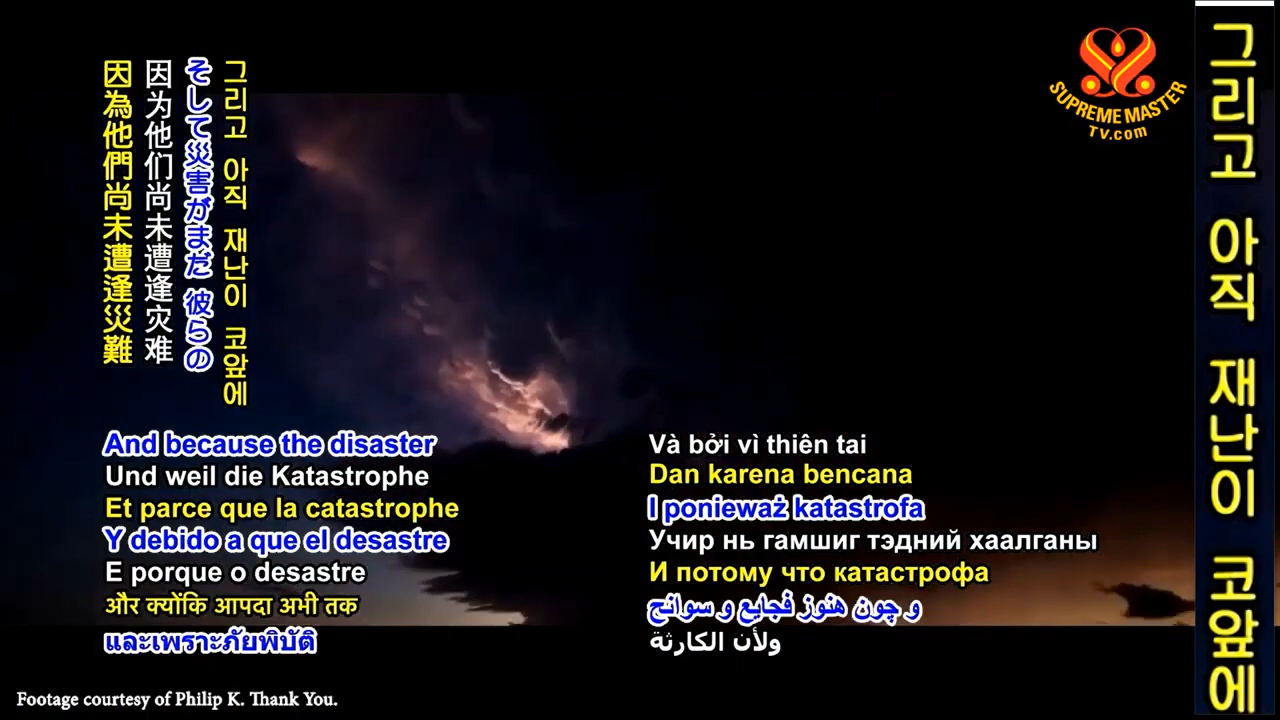 因為他們尚未遭逢災難
因为他们尚未遭逢灾难
そして災害がまだ 彼らの
그리고 아직 재난이 코앞에
SUPREME MASTER
TV.com
그리고 아직 재난이 코앞에
And because the disaster
Und weil die Katastrophe
Et parce que la catastrophe
Y debido a que el desastre
E porque o desastre
और क्योंकि आपदा अभी तक
และเพราะภัยพิบัติ
Và bởi vì thiên tai
Dan karena bencana
I ponieważ katastrofa
Учир нь гамшиг тэдний хаалганы
И потому что катастрофа
و چون هنوز فجایع و سوانح
ولأن الكارثة
Footage courtesy of Philip K. Thank You.